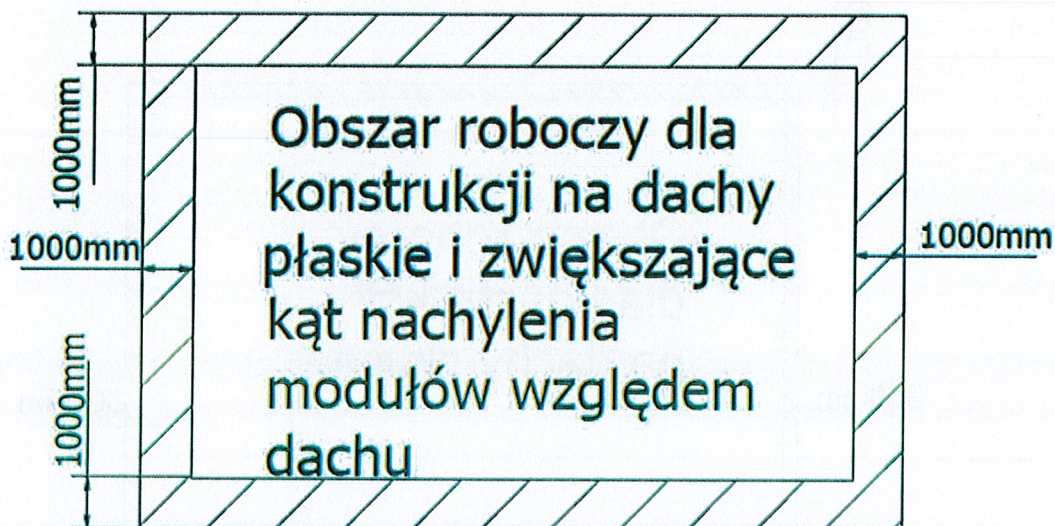 1000mm
Obszar roboczy dla
konstrukcji na dachy
płaskie i zwiększające
kąt nachylenia
modułów względem
dachu
1000mm
1000mm
1000mm